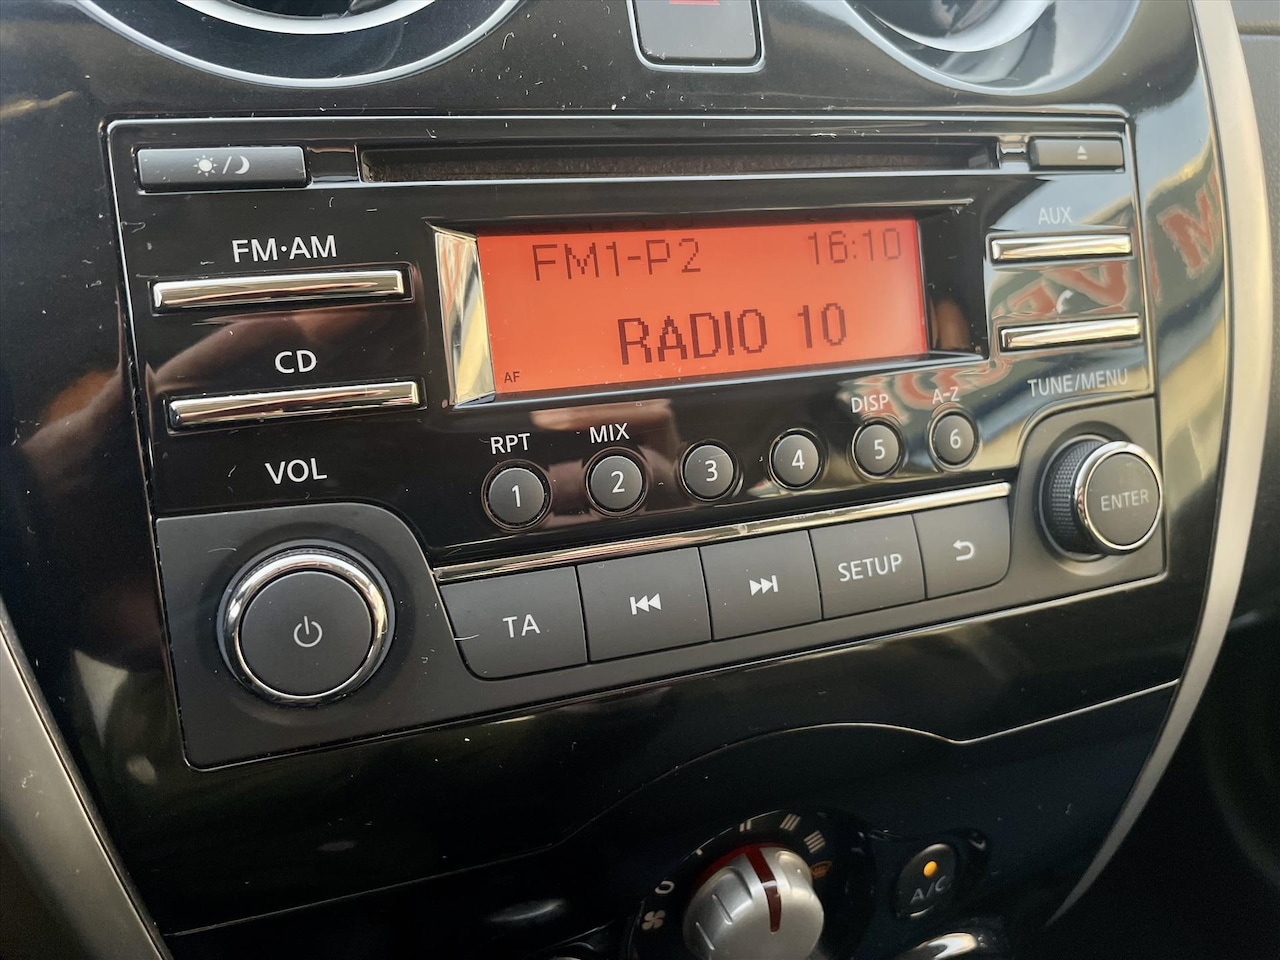 AUX
FM·AM
FM1-P2 16:10
RADIO 10
AF
CD
TUNE/MENU
DISP A-Z
RPT MIX
VOL
1 2 3 4 5 6
ENTER
TA SETUP
A/C